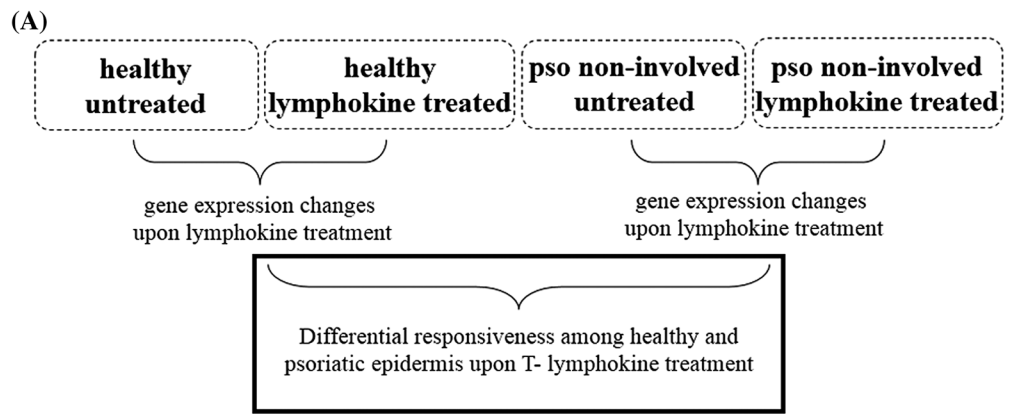 (A)
healthy
untreated
healthy
lymphokine treated
pso non-involved
untreated
pso non-involved
lymphokine treated
gene expression changes
upon lymphokine treatment
gene expression changes
upon lymphokine treatment
Differential responsiveness among healthy and
psoriatic epidermis upon T- lymphokine treatment